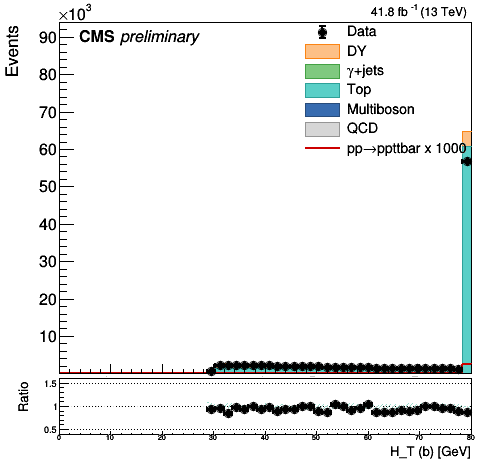 ×10³
41.8 fb⁻¹ (13 TeV)
Events
CMS preliminary
Data
DY
γ+jets
Top
Multiboson
QCD
pp→ppttbar x 1000
90
80
70
60
50
40
30
20
10
Ratio
1.5
1
0.5
0 10 20 30 40 50 60 70 80
H_T (b) [GeV]